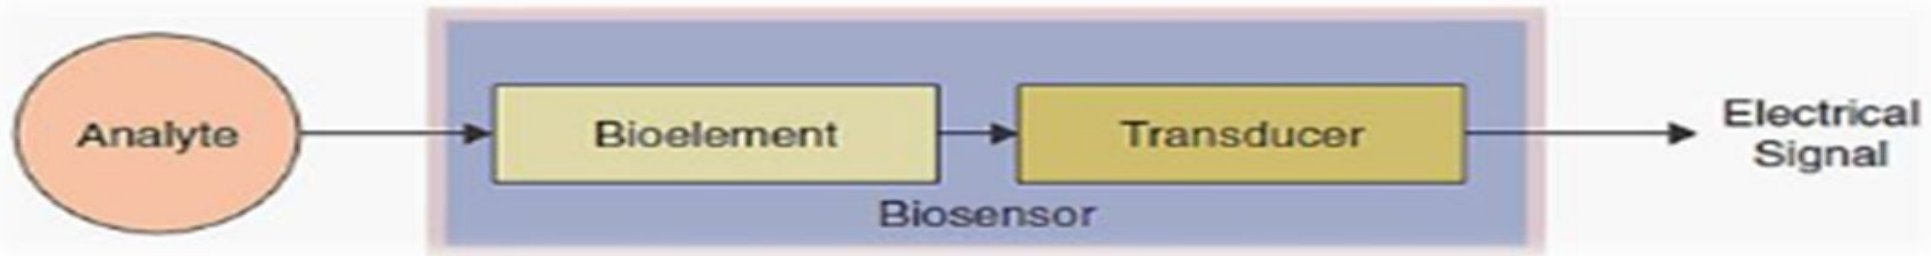 Analyte
Bioelement
Transducer
Biosensor
Electrical
Signal